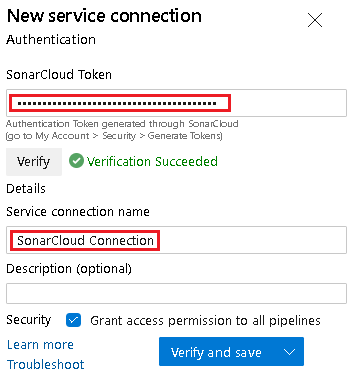 New service connection
Authentication
SonarCloud Token
••••••••••••••••••••••••••••••••••••••••
Authentication Token generated through SonarCloud
(go to My Account > Security > Generate Tokens)
Verify
Verification Succeeded
Details
Service connection name
SonarCloud Connection
Description (optional)
Security
Grant access permission to all pipelines
Learn more
Troubleshoot
Verify and save